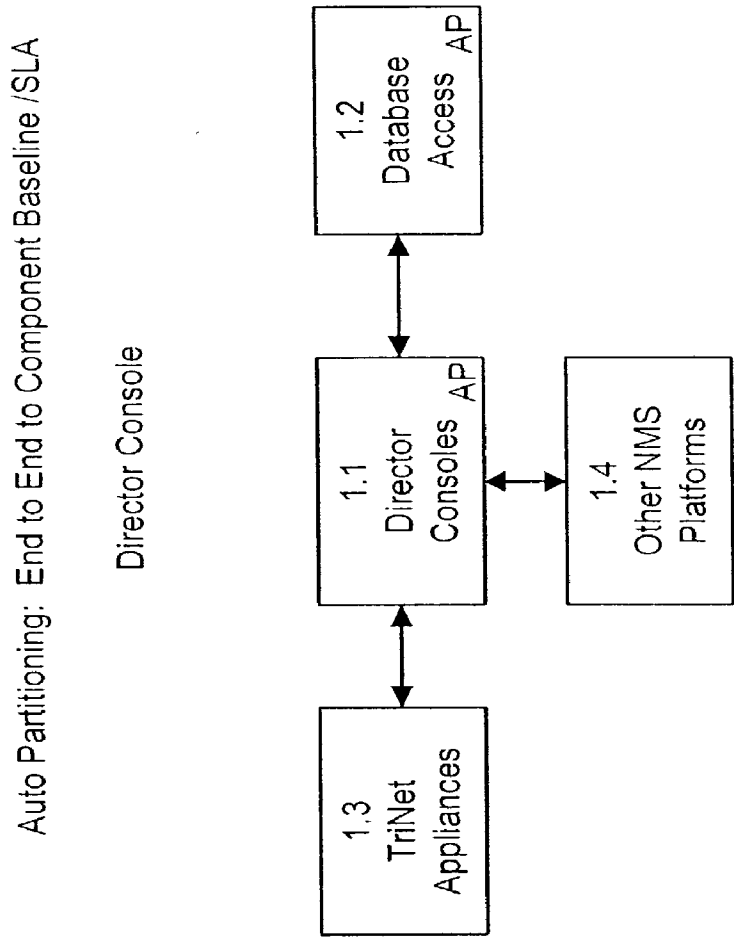 Auto Partitioning: End to End to Component Baseline /SLA
Director Console
1.3
TriNet
Appliances
1.1
Director
Consoles
AP
1.2
Database
Access
AP
1.4
Other NMS
Platforms